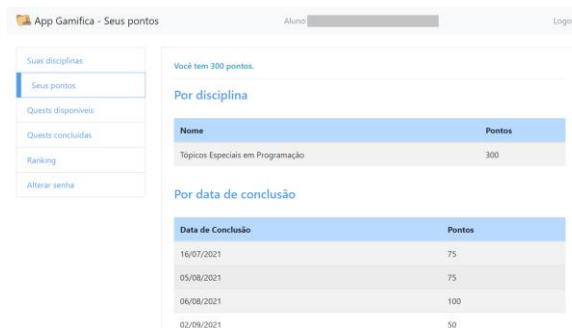 App Gamifica - Seus pontos
Aluno:
Logo
Suas disciplinas
Seus pontos
Quests disponíveis
Quests concluídas
Ranking
Alterar senha
Você tem 300 pontos.
Por disciplina
Nome Pontos
Tópicos Especiais em Programação 300
Por data de conclusão
Data de Conclusão Pontos
16/07/2021 75
05/08/2021 75
06/08/2021 100
02/09/2021 50